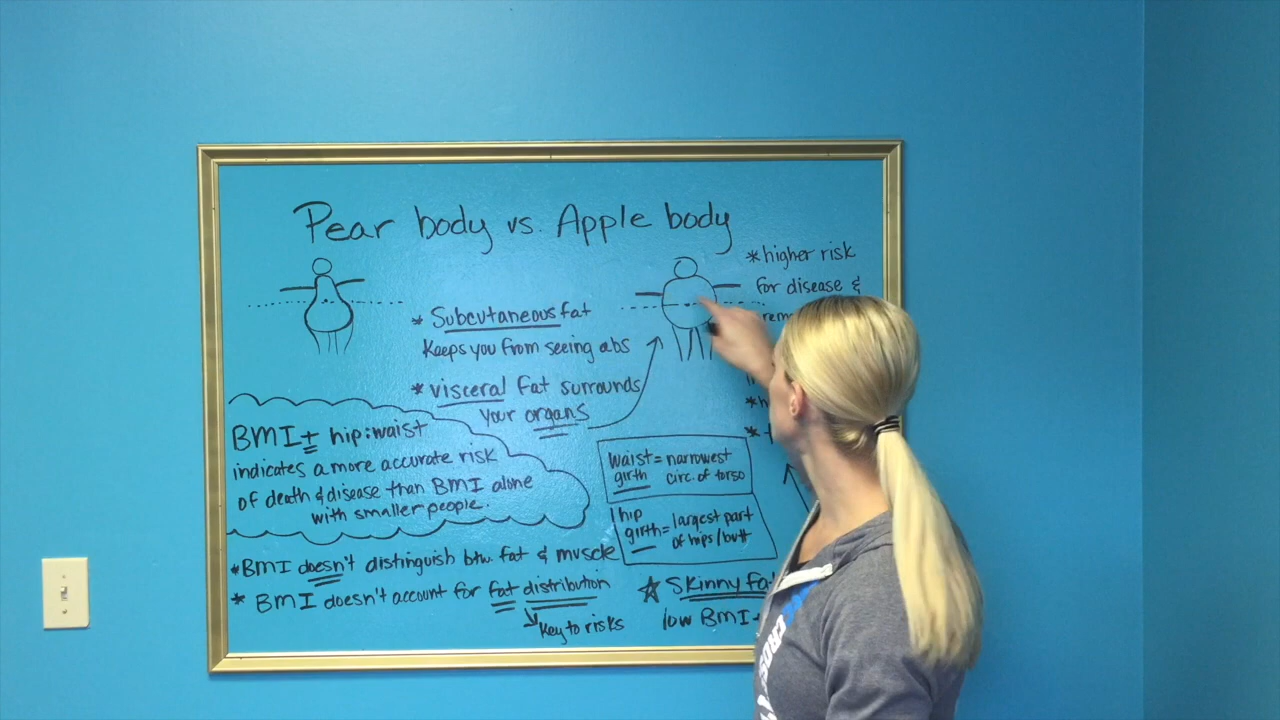 Pear body vs. Apple body
* higher risk
for disease &
* Subcutaneous fat
keeps you from seeing abs
* visceral fat surrounds
your organs
BMI + hip:waist
indicates a more accurate risk
of death & disease than BMI alone
with smaller people.
waist = narrowest
girth circ. of torso
hip
girth = largest part
of hips/butt
* BMI doesn't distinguish btw. fat & muscle
* BMI doesn't account for fat distribution
key to risks
☆ Skinny fa
low BMI +